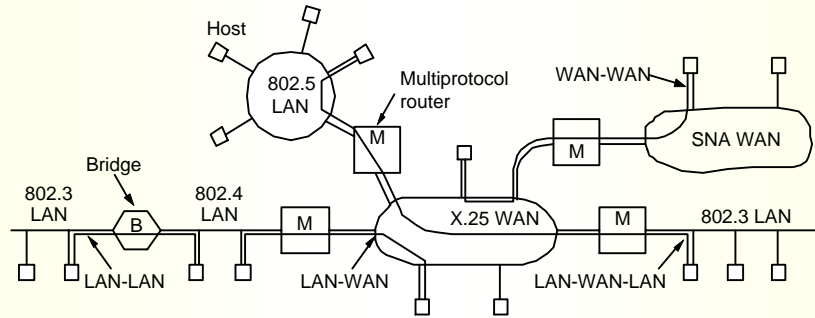 Host
802.5
LAN
Multiprotocol
router
M
WAN-WAN
M
SNA WAN
Bridge
802.3
LAN
B
802.4
LAN
M
X.25 WAN
M
802.3 LAN
LAN-LAN
LAN-WAN
LAN-WAN-LAN